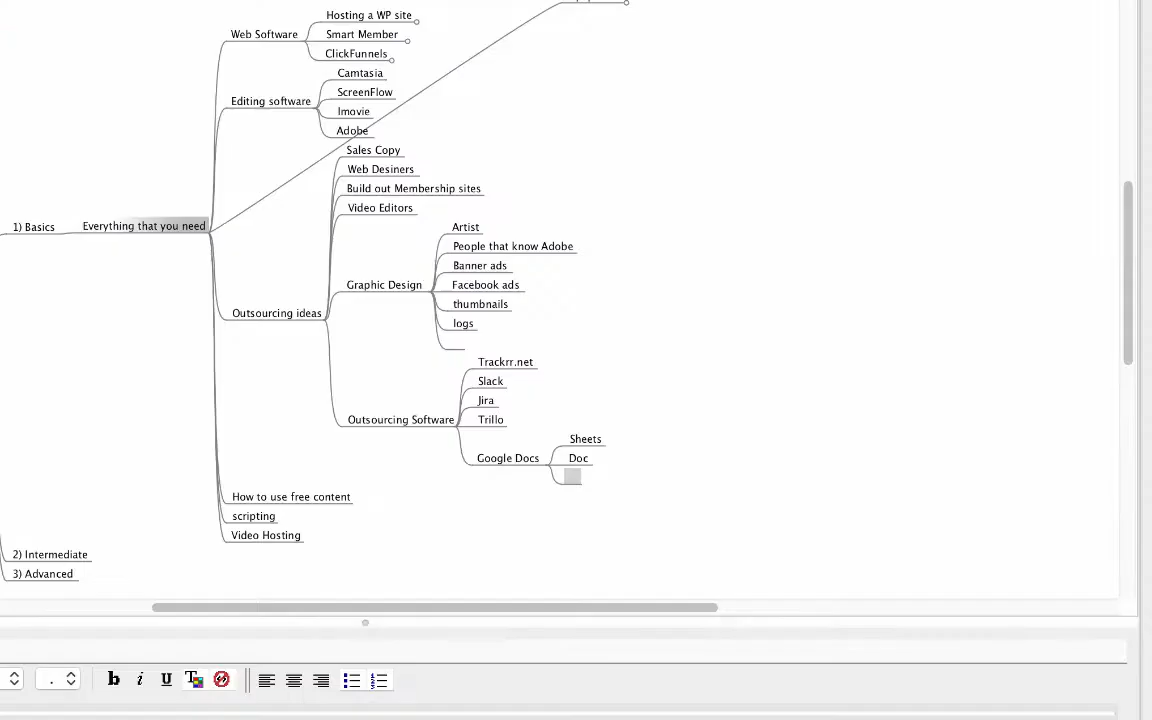 Hosting a WP site
Web Software
Smart Member
ClickFunnels
Camtasia
ScreenFlow
Editing software
Imovie
Adobe
Sales Copy
Web Desiners
Build out Membership sites
Video Editors
1) Basics
Everything that you need
Artist
People that know Adobe
Banner ads
Graphic Design
Facebook ads
thumbnails
Outsourcing ideas
logs
Trackrr.net
Slack
Jira
Outsourcing Software
Trillo
Sheets
Google Docs
Doc
How to use free content
scripting
Video Hosting
2) Intermediate
3) Advanced
b i U T